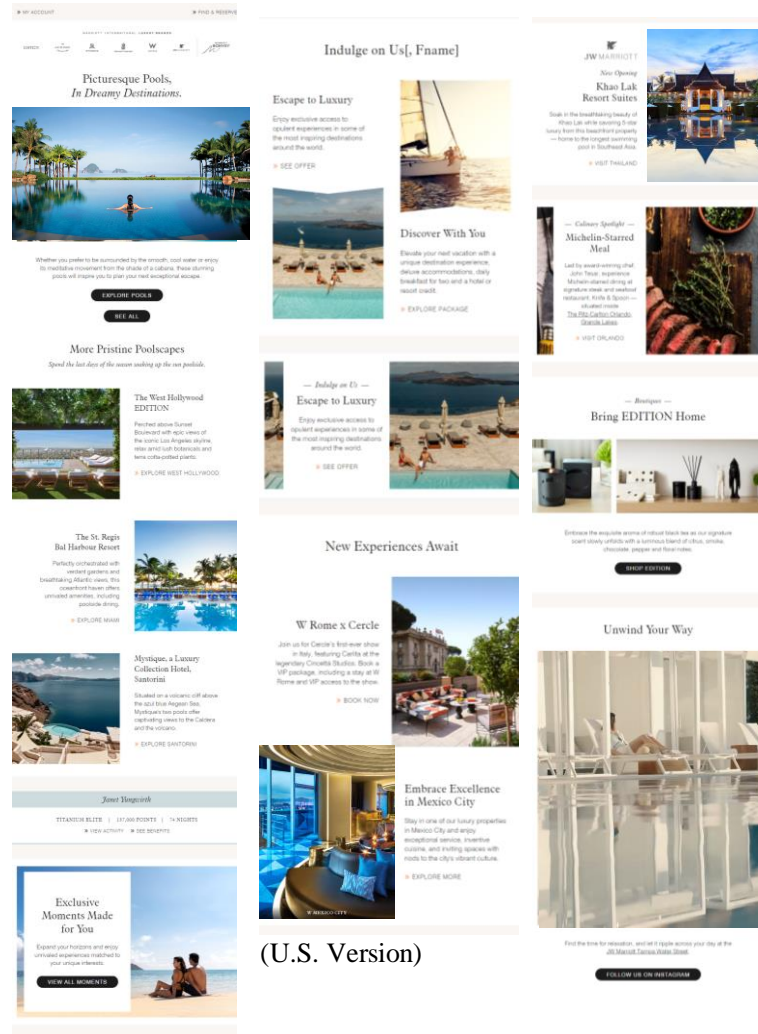 » MY ACCOUNT
» FIND & RESERVE
MARRIOTT INTERNATIONAL LUXURY BRANDS
EDITION
W
Picturesque Pools,
In Dreamy Destinations.
Whether you prefer to be surrounded by the smooth, cool water or enjoy
its meditative movement from the shade of a cabana, these stunning
pools will inspire you to plan your next exceptional escape.
EXPLORE POOLS
SEE ALL
More Pristine Poolscapes
Spend the last days of the season soaking up the sun poolside.
The West Hollywood
EDITION
Perched above Sunset
Boulevard with epic views of
the iconic Los Angeles skyline,
relax amid lush botanicals and
terra cotta-potted plants.
» EXPLORE WEST HOLLYWOOD
The St. Regis
Bal Harbour Resort
Perfectly orchestrated with
verdant gardens and
breathtaking Atlantic views, this
oceanfront haven offers
unrivaled amenities, including
poolside dining.
» EXPLORE MIAMI
Mystique, a Luxury
Collection Hotel,
Santorini
Situated on a volcanic cliff above
the azul blue Aegean Sea,
Mystique's two pools offer
captivating views to the Caldera
and the volcano.
» EXPLORE SANTORINI
Janet Yungwirth
TITANIUM ELITE | 137,000 POINTS | 74 NIGHTS
» VIEW ACTIVITY » SEE BENEFITS
Exclusive
Moments Made
for You
Expand your horizons and enjoy
unrivaled experiences matched to
your unique interests.
VIEW ALL MOMENTS
Indulge on Us[, Fname]
Escape to Luxury
Enjoy exclusive access to
opulent experiences in some of
the most inspiring destinations
around the world.
» SEE OFFER
Discover With You
Elevate your next vacation with a
unique destination experience,
deluxe accommodations, daily
breakfast for two and a hotel or
resort credit.
» EXPLORE PACKAGE
— Indulge on Us —
Escape to Luxury
Enjoy exclusive access to
opulent experiences in some of
the most inspiring destinations
around the world.
» SEE OFFER
New Experiences Await
W Rome x Cercle
Join us for Cercle's first-ever show
in Italy, featuring Carlita at the
legendary Cinecittà Studios. Book a
VIP package, including a stay at W
Rome and VIP access to the show.
» BOOK NOW
W MEXICO CITY
Embrace Excellence
in Mexico City
Stay in one of our luxury properties
in Mexico City and enjoy
exceptional service, inventive
cuisine, and inviting spaces with
nods to the city's vibrant culture.
» EXPLORE MORE
(U.S. Version)
JW MARRIOTT
New Opening
Khao Lak
Resort Suites
Soak in the breathtaking beauty of
Khao Lak while savoring 5-star
luxury from this beachfront property
— home to the longest swimming
pool in Southeast Asia.
» VISIT THAILAND
— Culinary Spotlight —
Michelin-Starred
Meal
Led by award-winning chef
John Tesar, experience
Michelin-starred dining at
signature steak and seafood
restaurant, Knife & Spoon —
situated inside
The Ritz-Carlton Orlando,
Grande Lakes.
» VISIT ORLANDO
— Boutiques —
Bring EDITION Home
Embrace the exquisite aroma of robust black tea as our signature
scent slowly unfolds with a luminous blend of citrus, smoke,
chocolate, pepper and floral notes.
SHOP EDITION
Unwind Your Way
Find the time for relaxation, and let it ripple across your day at the
JW Marriott Tampa Water Street.
FOLLOW US ON INSTAGRAM